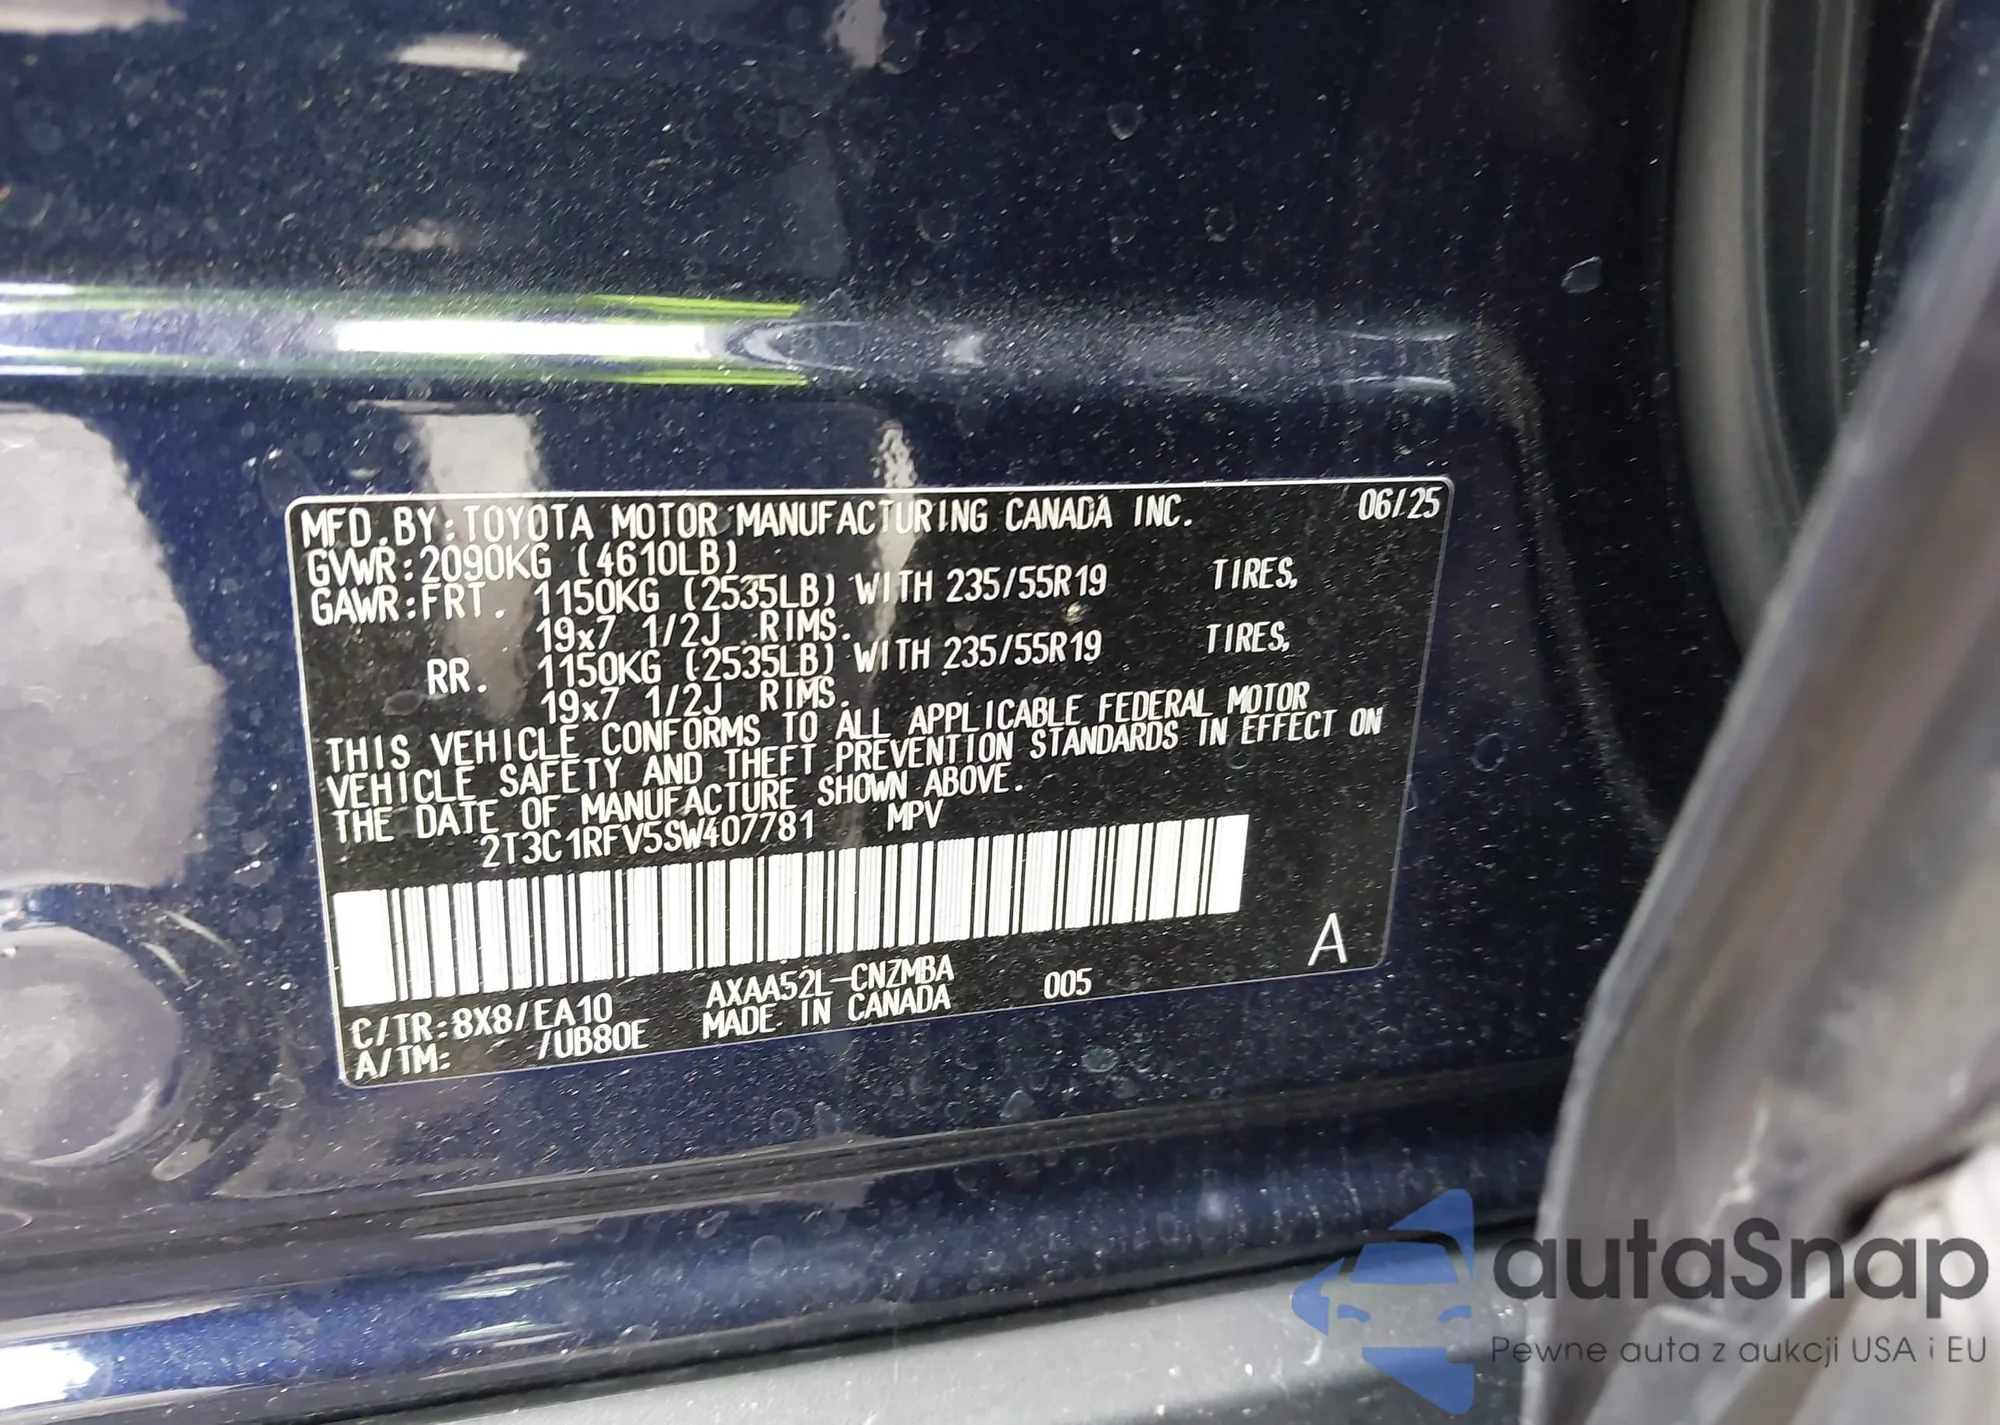 MFD. BY: TOYOTA MOTOR MANUFACTURING CANADA INC. 06/25
GVWR: 2090KG (4610LB)
GAWR: FRT. 1150KG (2535LB) WITH 235/55R19 TIRES,
19x7 1/2J RIMS.
RR. 1150KG (2535LB) WITH 235/55R19 TIRES,
19x7 1/2J RIMS.
THIS VEHICLE CONFORMS TO ALL APPLICABLE FEDERAL MOTOR
VEHICLE SAFETY AND THEFT PREVENTION STANDARDS IN EFFECT ON
THE DATE OF MANUFACTURE SHOWN ABOVE.
2T3C1RFV5SW407781 MPV
A
C/TR: 8X8/EA10 AXAA52L-CNZMBA 005
A/TM: /UB80E MADE IN CANADA
autaSnap
Pewne auta z aukcji USA i EU